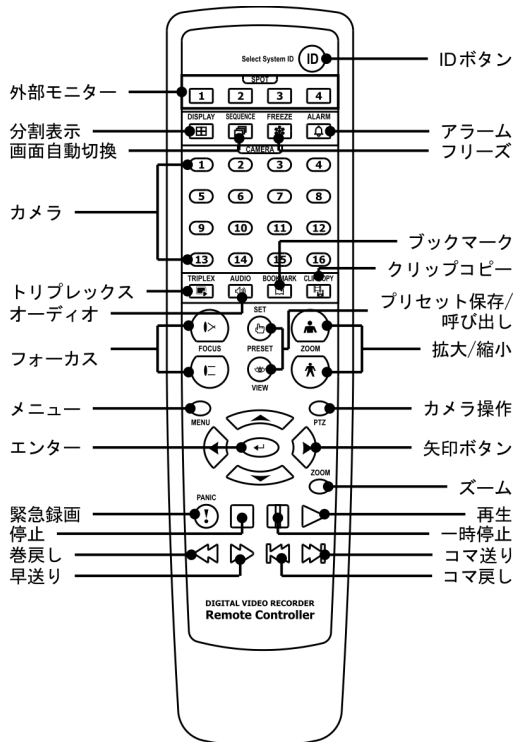 Select System ID
ID
IDボタン
SPOT
外部モニター
1 2 3 4
DISPLAY SEQUENCE FREEZE ALARM
分割表示
アラーム
画面自動切換
フリーズ
CAMERA
1 2 3 4
5 6 7 8
カメラ
9 10 11 12
13 14 15 16
ブックマーク
クリップコピー
TRIPLEX AUDIO BOOKMARK CLIP COPY
トリプレックス
オーディオ
プリセット保存/
呼び出し
SET
フォーカス
FOCUS PRESET ZOOM
拡大/縮小
VIEW
メニュー
MENU
PTZ
カメラ操作
エンター
矢印ボタン
ZOOM
ズーム
PANIC
緊急録画
再生
停止
一時停止
巻戻し
コマ送り
早送り
コマ戻し
DIGITAL VIDEO RECORDER
Remote Controller